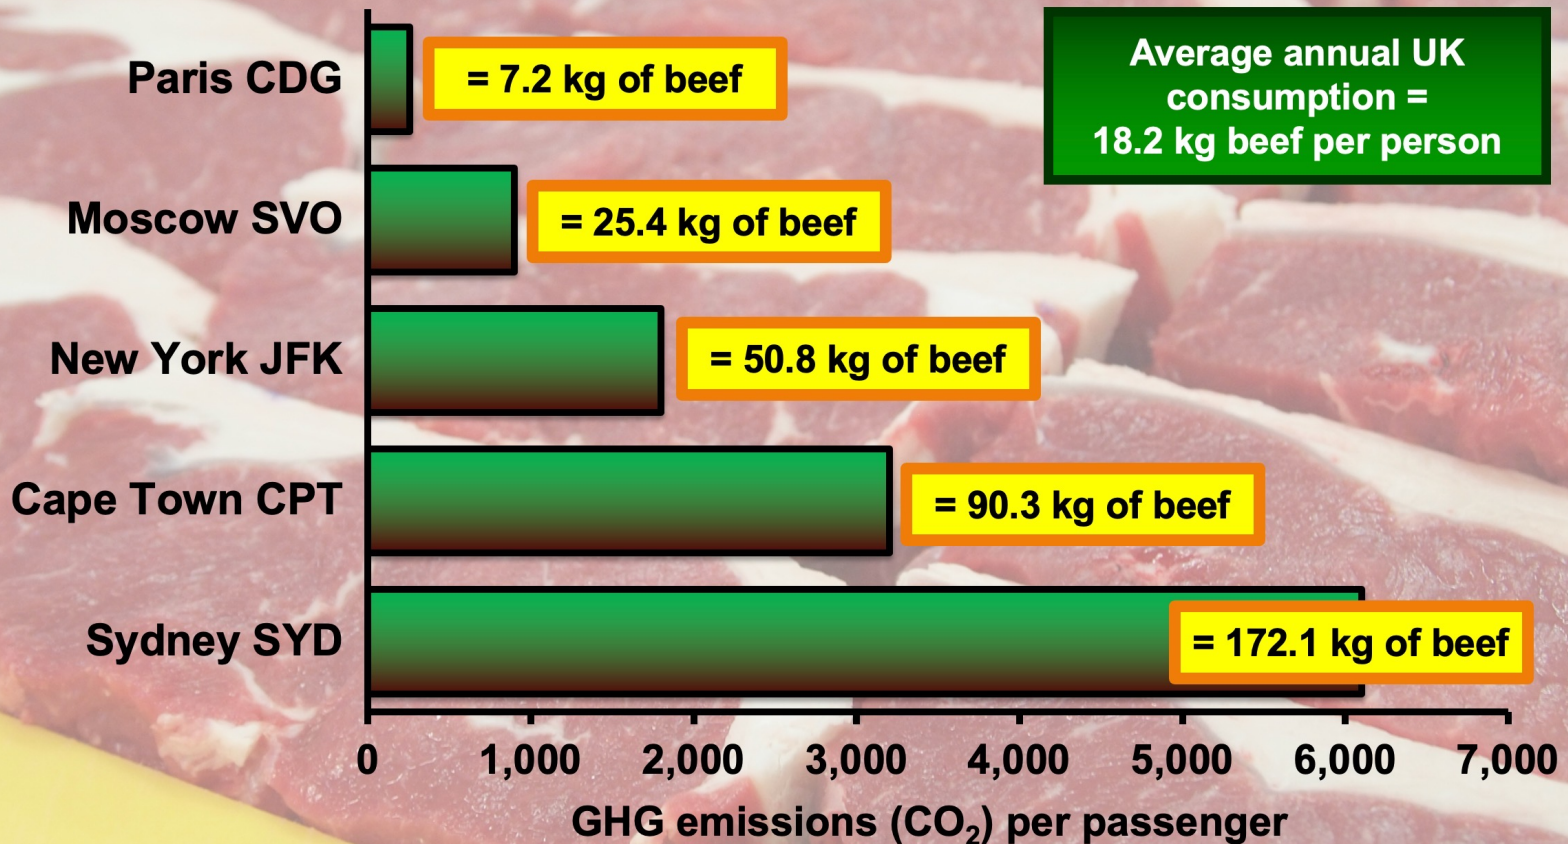 Average annual UK
consumption =
18.2 kg beef per person
Paris CDG
= 7.2 kg of beef
Moscow SVO
= 25.4 kg of beef
New York JFK
= 50.8 kg of beef
Cape Town CPT
= 90.3 kg of beef
Sydney SYD
= 172.1 kg of beef
0 1,000 2,000 3,000 4,000 5,000 6,000 7,000
GHG emissions (CO₂) per passenger